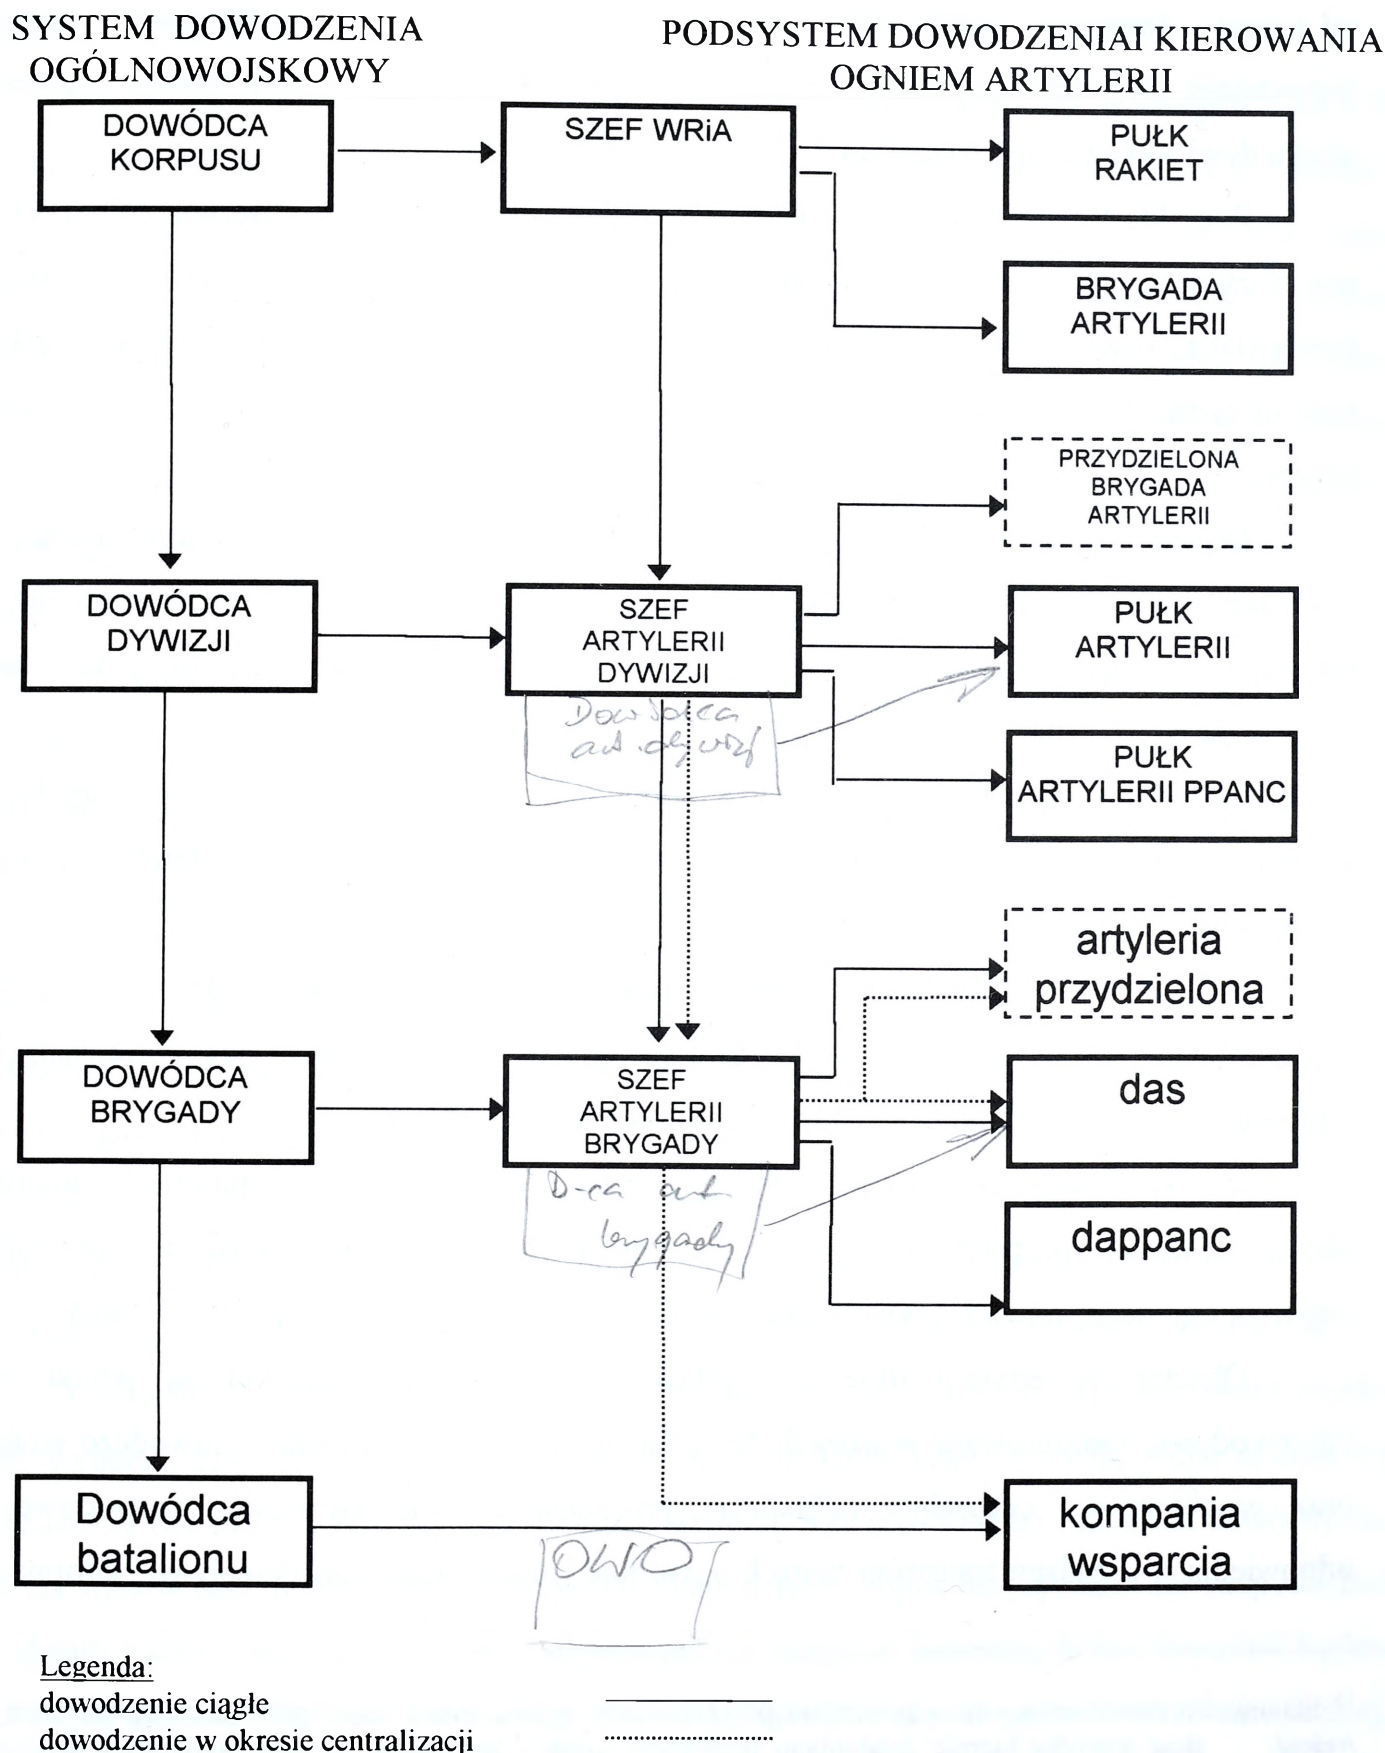 SYSTEM DOWODZENIA
OGÓLNOWOJSKOWY
PODSYSTEM DOWODZENIAI KIEROWANIA
OGNIEM ARTYLERII
DOWÓDCA
KORPUSU
SZEF WRiA
PUŁK
RAKIET
BRYGADA
ARTYLERII
PRZYDZIELONA
BRYGADA
ARTYLERII
DOWÓDCA
DYWIZJI
SZEF
ARTYLERII
DYWIZJI
PUŁK
ARTYLERII
Dowódca
art. dywizji
PUŁK
ARTYLERII PPANC
artyleria
przydzielona
DOWÓDCA
BRYGADY
SZEF
ARTYLERII
BRYGADY
das
D-ca art.
brygady
dappanc
Dowódca
batalionu
kompania
wsparcia
OWO
Legenda:
dowodzenie ciągłe
dowodzenie w okresie centralizacji